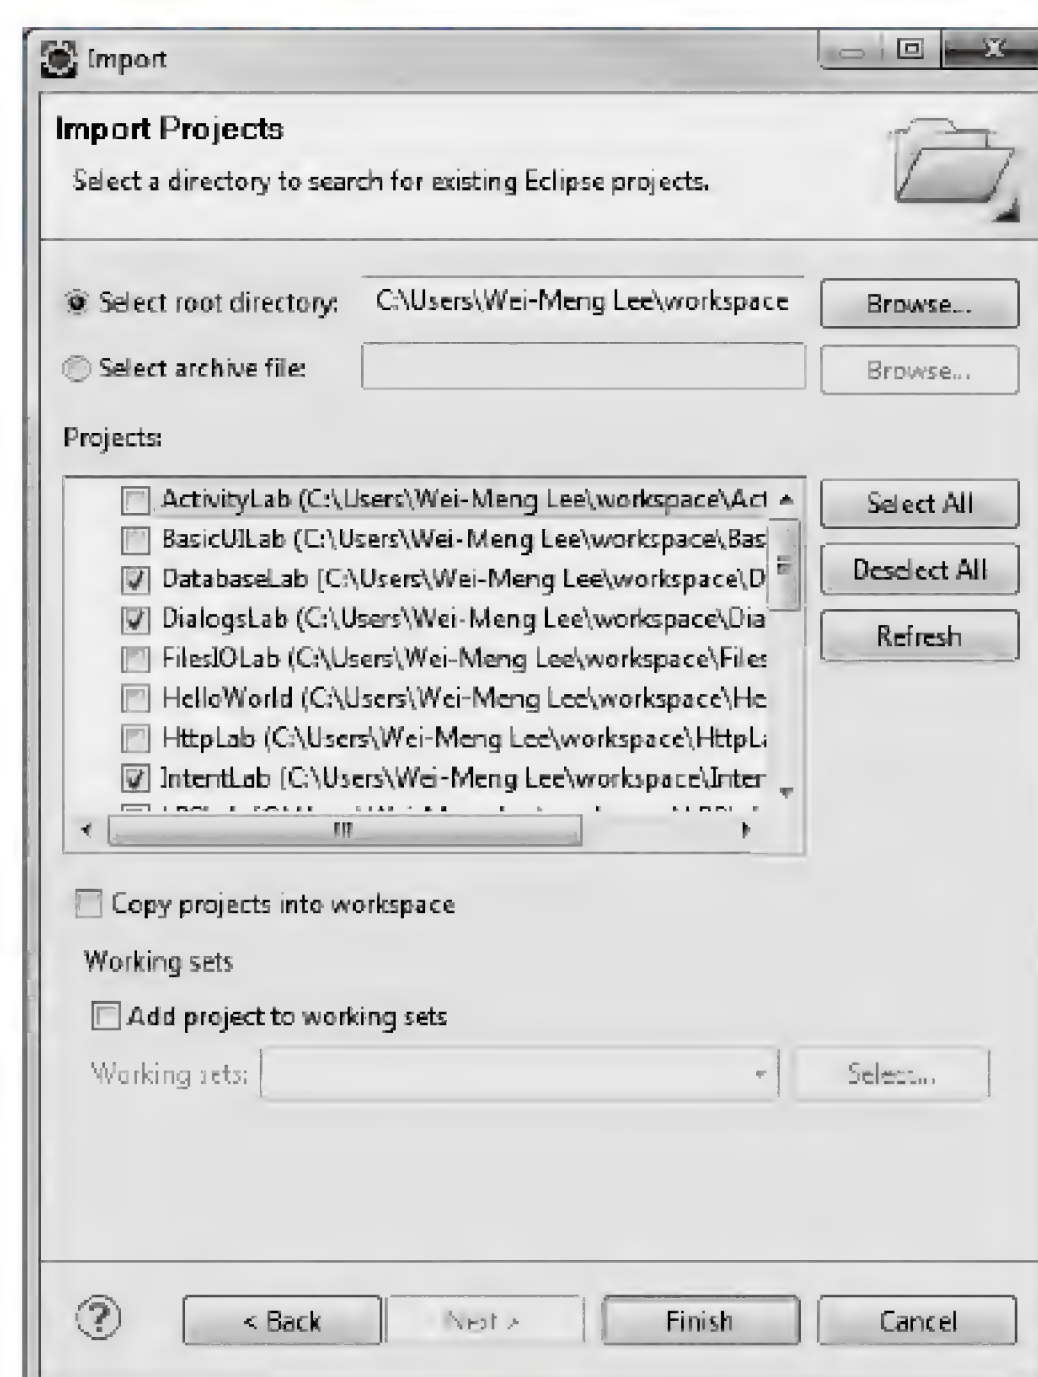 Import
Import Projects
Select a directory to search for existing Eclipse projects.
Select root directory: C:\Users\Wei-Meng Lee\workspace Browse...
Select archive file: Browse...
Projects:
ActivityLab (C:\Users\Wei-Meng Lee\workspace\Act
BasicUILab (C:\Users\Wei-Meng Lee\workspace\Bas
DatabaseLab (C:\Users\Wei-Meng Lee\workspace\D
DialogsLab (C:\Users\Wei-Meng Lee\workspace\Dia
FilesIOLab (C:\Users\Wei-Meng Lee\workspace\Files
HelloWorld (C:\Users\Wei-Meng Lee\workspace\He
HttpLab (C:\Users\Wei-Meng Lee\workspace\HttpLa
IntentLab (C:\Users\Wei-Meng Lee\workspace\Inten
Select All
Deselect All
Refresh
Copy projects into workspace
Working sets
Add project to working sets
Working sets: Select...
? < Back Next > Finish Cancel